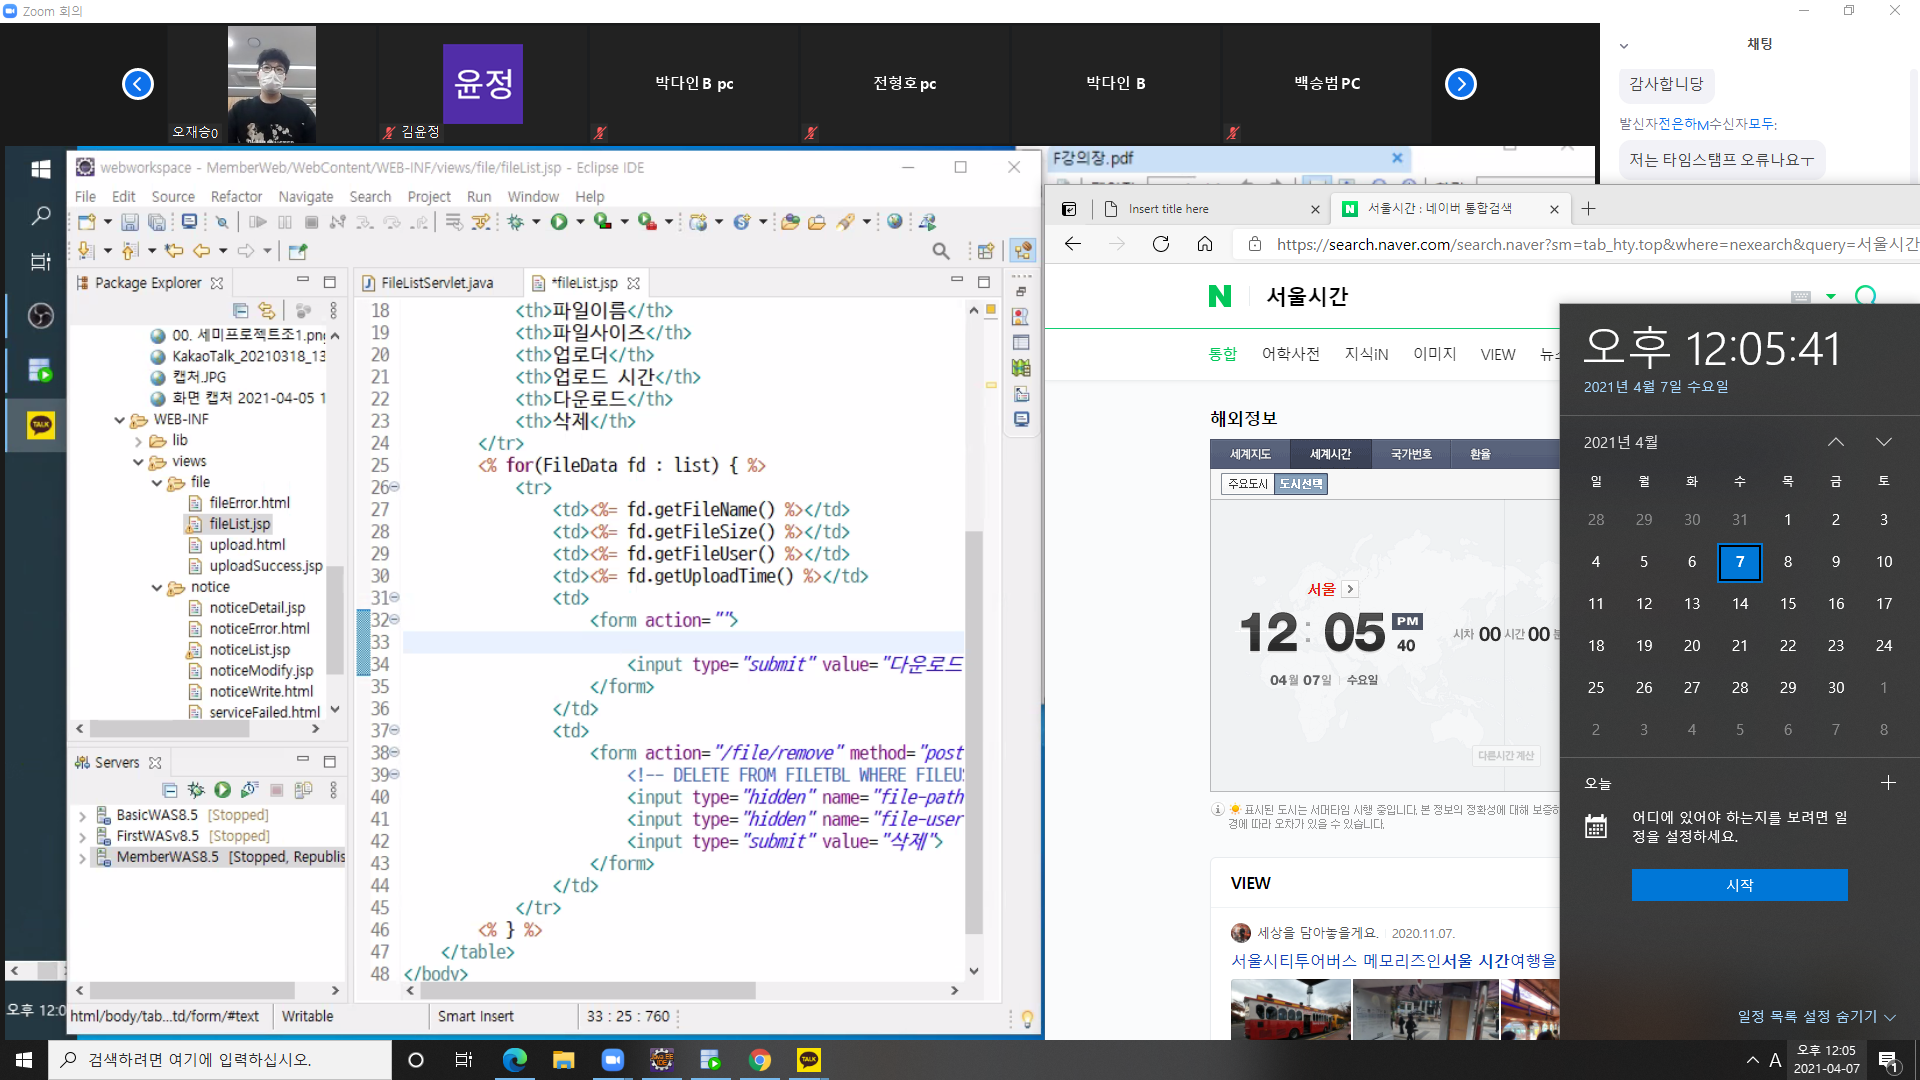 Zoom 회의
오재승0
윤정
김윤정
박다인B pc
전형호pc
박다인 B
백승범PC
채팅
감사합니당
발신자전은하M수신자모두:
저는 타임스탬프 오류나요ㅜ
webworkspace - MemberWeb/WebContent/WEB-INF/views/file/fileList.jsp - Eclipse IDE
File Edit Source Refactor Navigate Search Project Run Window Help
Package Explorer
00. 세미프로젝트조1.png
KakaoTalk_20210318_13
캡처.JPG
화면 캡처 2021-04-05 1
WEB-INF
lib
views
file
fileError.html
fileList.jsp
upload.html
uploadSuccess.jsp
notice
noticeDetail.jsp
noticeError.html
noticeList.jsp
noticeModify.jsp
noticeWrite.html
serviceFailed.html
Servers
BasicWAS8.5 [Stopped]
FirstWASv8.5 [Stopped]
MemberWAS8.5 [Stopped, Republis
FileListServlet.java
*fileList.jsp
18 <th>파일이름</th>
19 <th>파일사이즈</th>
20 <th>업로더</th>
21 <th>업로드 시간</th>
22 <th>다운로드</th>
23 <th>삭제</th>
24 </tr>
25 <% for(FileData fd : list) { %>
26 <tr>
27 <td><%= fd.getFileName() %></td>
28 <td><%= fd.getFileSize() %></td>
29 <td><%= fd.getFileUser() %></td>
30 <td><%= fd.getUploadTime() %></td>
31 <td>
32 <form action="">
33
34 <input type="submit" value="다운로드
35 </form>
36 </td>
37 <td>
38 <form action="/file/remove" method="post
39 <!-- DELETE FROM FILETBL WHERE FILEUS
40 <input type="hidden" name="file-path
41 <input type="hidden" name="file-user
42 <input type="submit" value="삭제">
43 </form>
44 </td>
45 </tr>
46 <% } %>
47 </table>
48 </body>
html/body/tab...td/form/#text
Writable
Smart Insert
33 : 25 : 760
오후 12:0
F강의장.pdf
Insert title here
서울시간 : 네이버 통합검색
https://search.naver.com/search.naver?sm=tab_hty.top&where=nexearch&query=서울시간
N 서울시간
통합 어학사전 지식iN 이미지 VIEW 뉴스
해외정보
세계지도 세계시간 국가번호 환율
주요도시 도시선택
서울
12 : 05 PM 40
시차 00 시간 00 분
04월 07일 수요일
다른시간 계산
표시된 도시는 서머타임 시행 중입니다. 본 정보의 정확성에 대해 보증하
경에 따라 오차가 있을 수 있습니다.
VIEW
세상을 담아놓을게요. 2020.11.07.
서울시티투어버스 메모리즈인서울 시간여행을
오후 12:05:41
2021년 4월 7일 수요일
2021년 4월
일 월 화 수 목 금 토
28 29 30 31 1 2 3
4 5 6 7 8 9 10
11 12 13 14 15 16 17
18 19 20 21 22 23 24
25 26 27 28 29 30 1
2 3 4 5 6 7 8
오늘
어디에 있어야 하는지를 보려면 일
정을 설정하세요.
시작
일정 목록 설정 숨기기
검색하려면 여기에 입력하십시오.
TALK
A
오후 12:05
2021-04-07
1